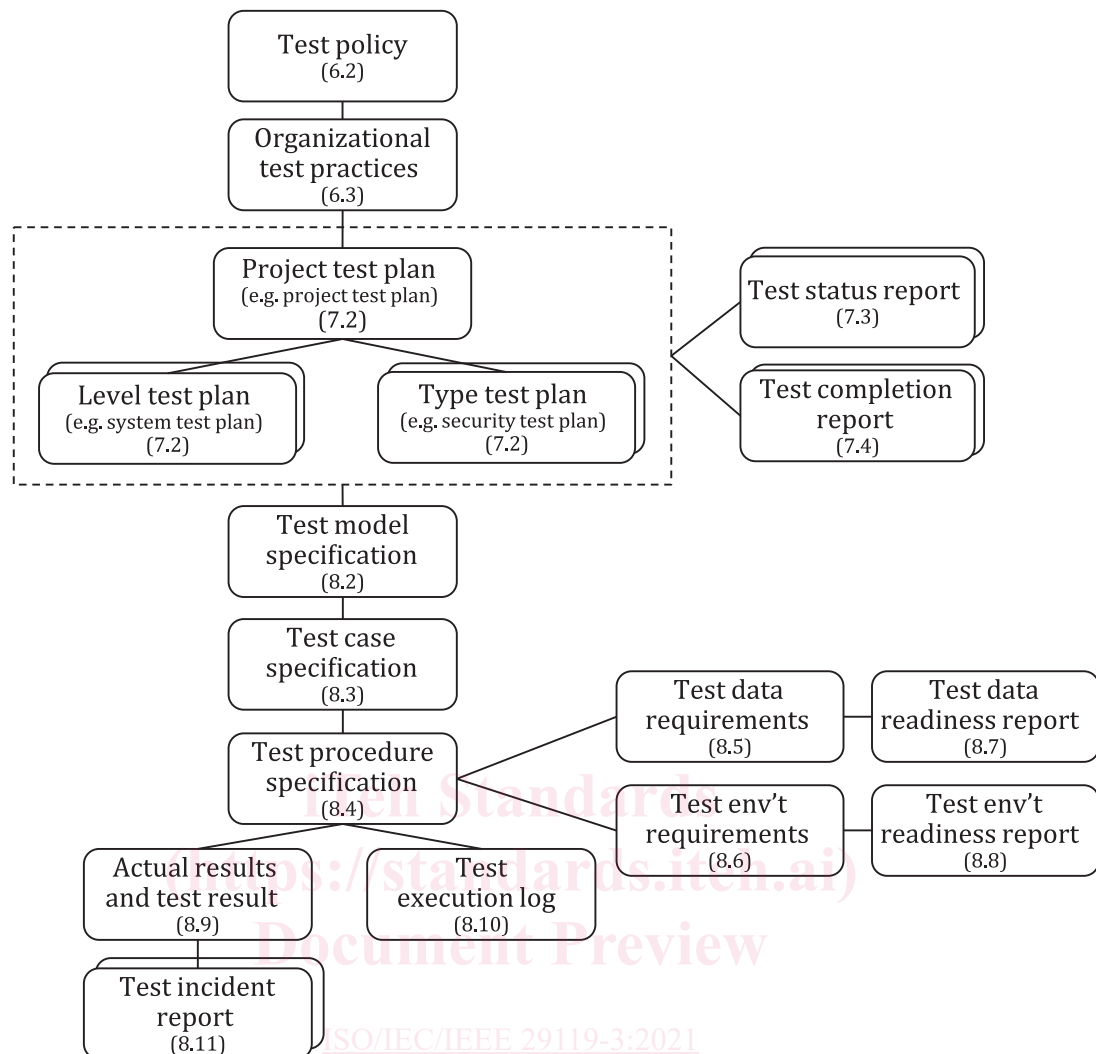 Test policy
(6.2)
Organizational
test practices
(6.3)
Project test plan
(e.g. project test plan)
(7.2)
Level test plan
(e.g. system test plan)
(7.2)
Type test plan
(e.g. security test plan)
(7.2)
Test status report
(7.3)
Test completion
report
(7.4)
Test model
specification
(8.2)
Test case
specification
(8.3)
Test procedure
specification
(8.4)
Test data
requirements
(8.5)
Test data
readiness report
(8.7)
Test env't
requirements
(8.6)
Test env't
readiness report
(8.8)
Actual results
and test result
(8.9)
Test
execution log
(8.10)
Test incident
report
(8.11)
iTeh Standards
(https://standards.iteh.ai)
Document Preview
ISO/IEC/IEEE 29119-3:2021